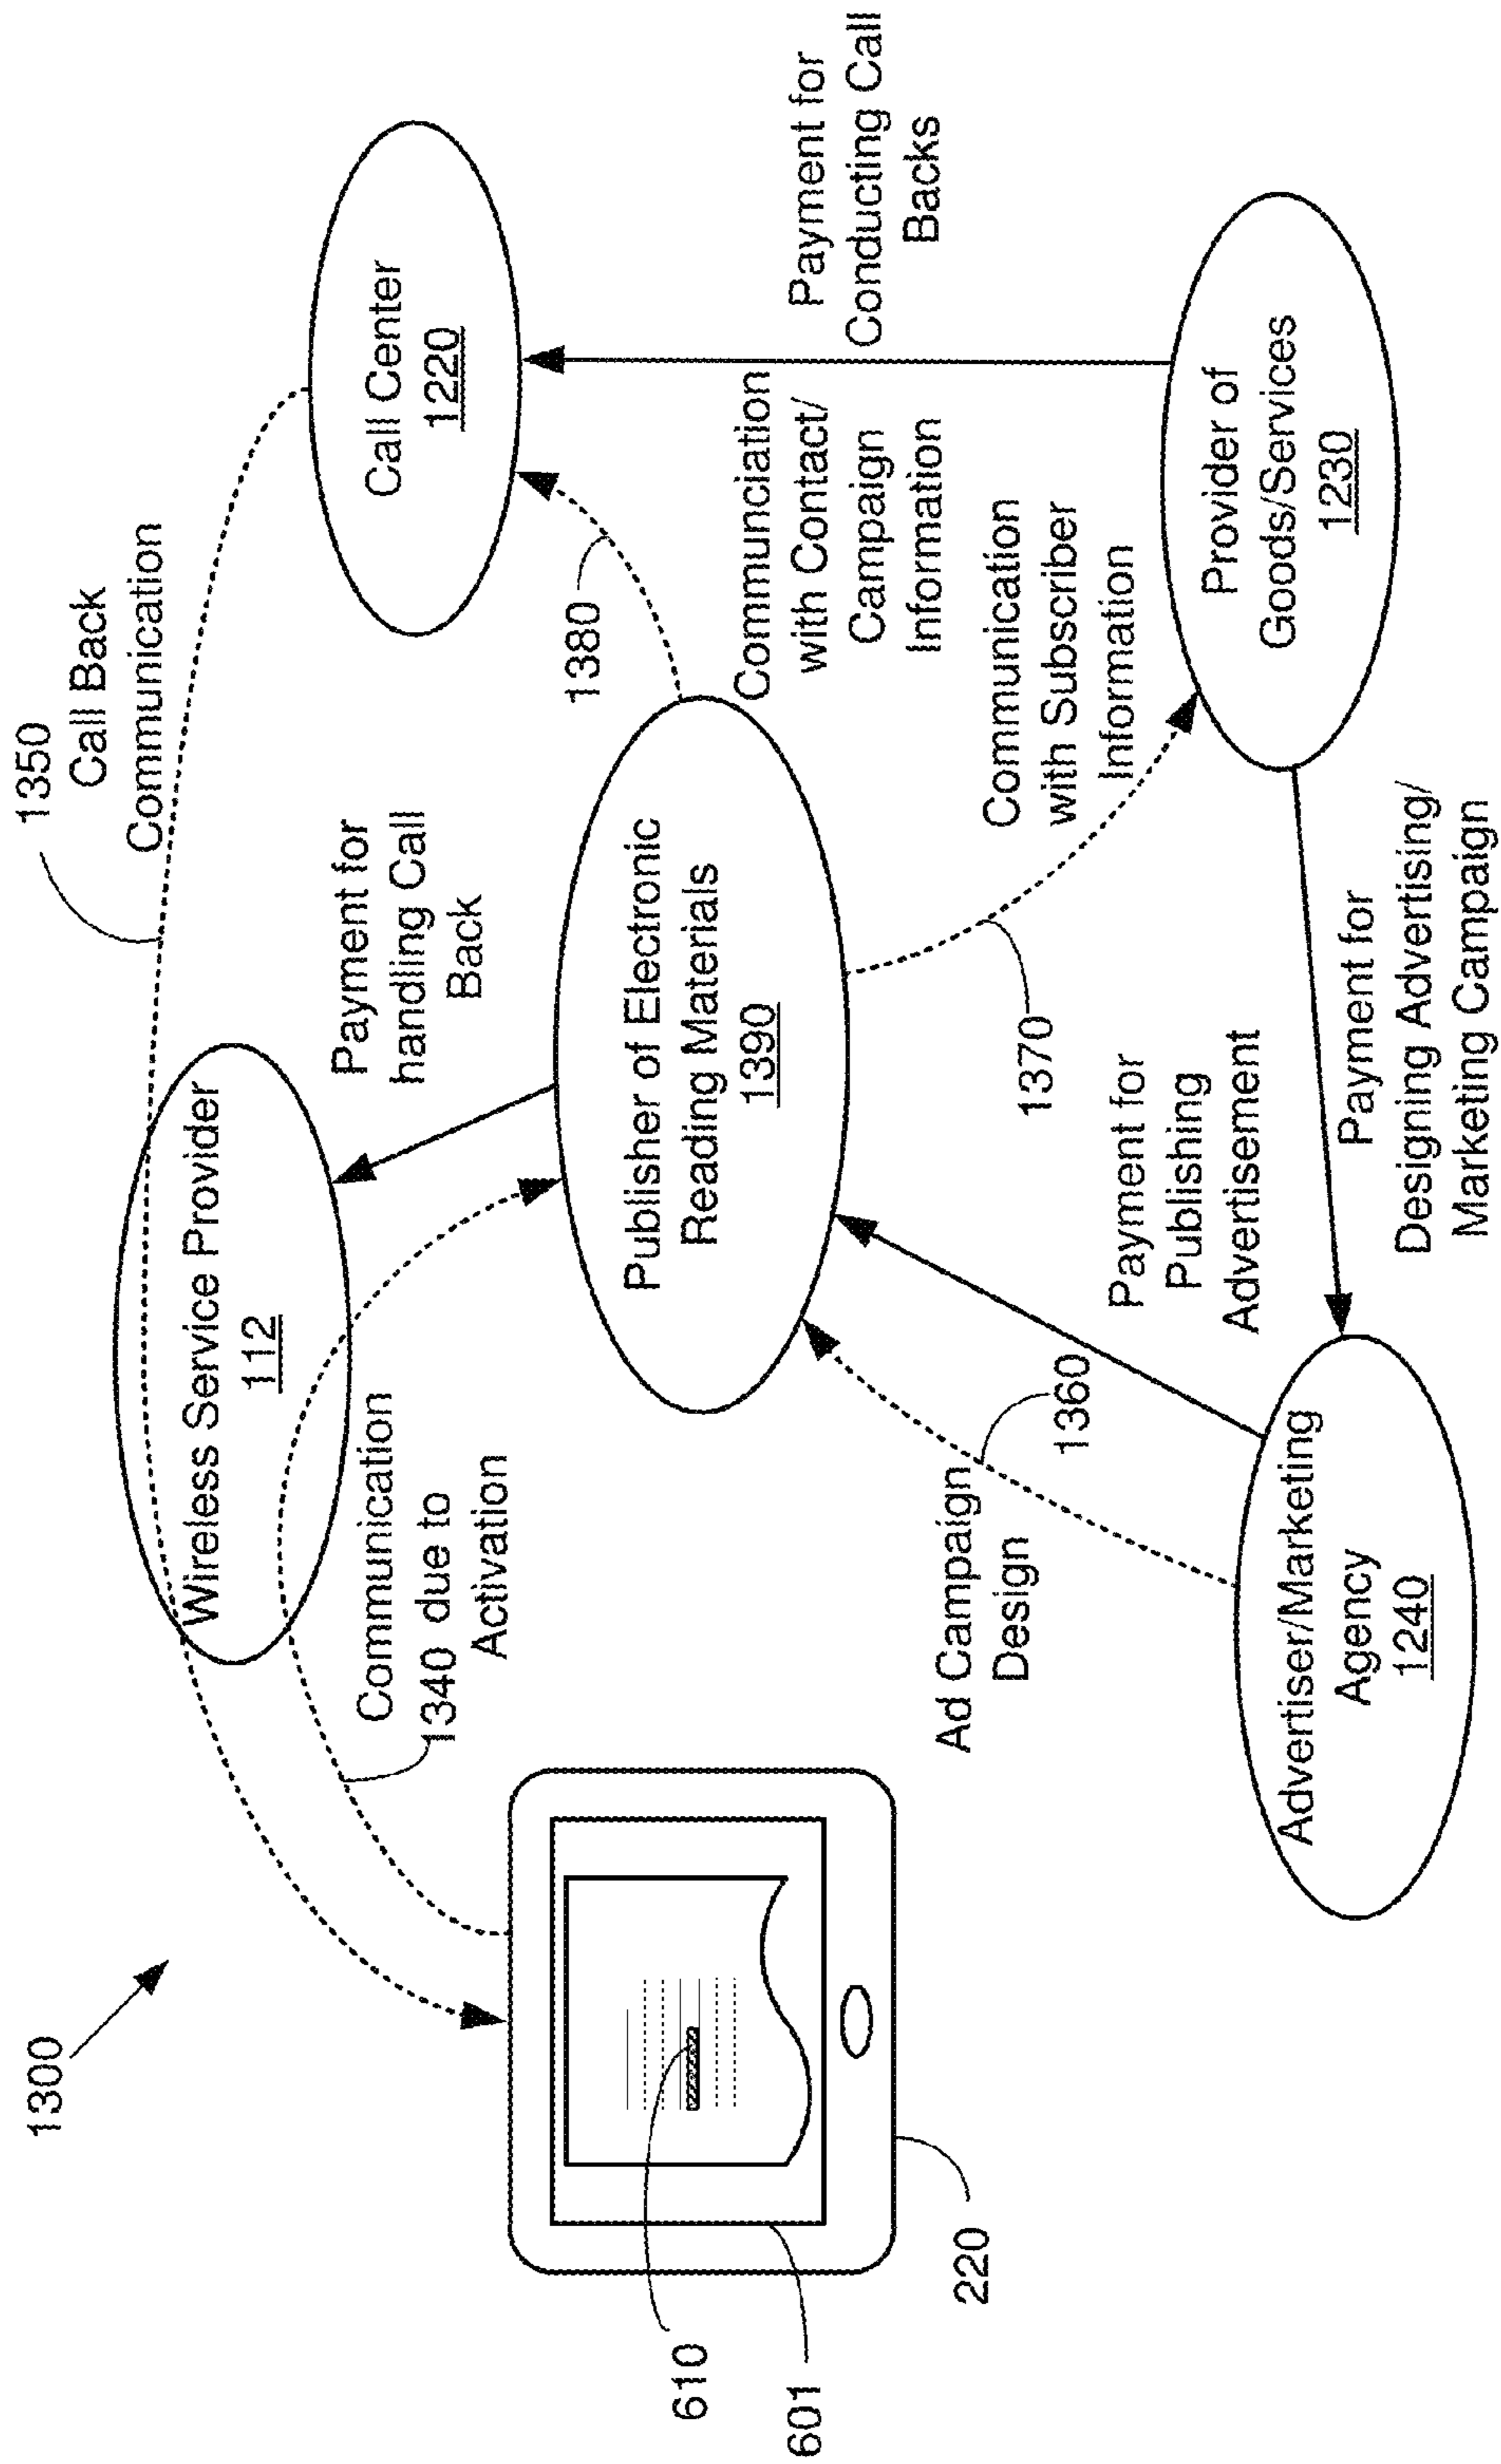 1300
1350
Call Back
Communication
Wireless Service Provider
112
Call Center
1220
Payment for
handling Call
Back
Communication
1340 due to
Activation
1380
Publisher of Electronic
Reading Materials
1390
Communciation
with Contact/
Campaign
Information
Payment for
Conducting Call
Backs
610
601
220
Ad Campaign
Design
1360
1370
Communication
with Subscriber
Information
Payment for
Publishing
Advertisement
Provider of
Goods/Services
1230
Advertiser/Marketing
Agency
1240
Payment for
Designing Advertising/
Marketing Campaign